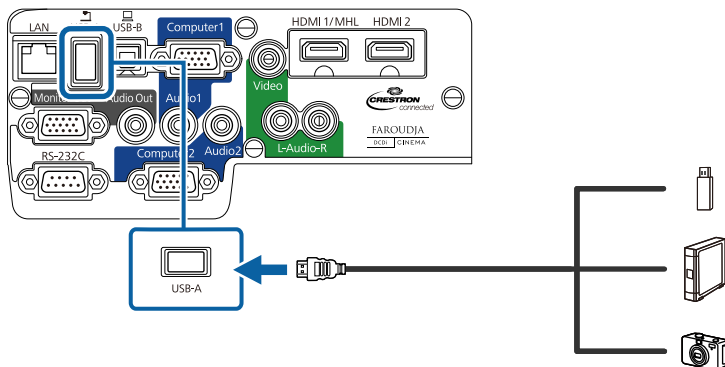 HDMI 1/MHL HDMI 2
LAN USB-B Computer1
Video
Monitor Audio Out Audio1
CRESTRON
connected
FAROUDJA
DCDi CINEMA
RS-232C Computer2 Audio2 L-Audio-R
USB-A